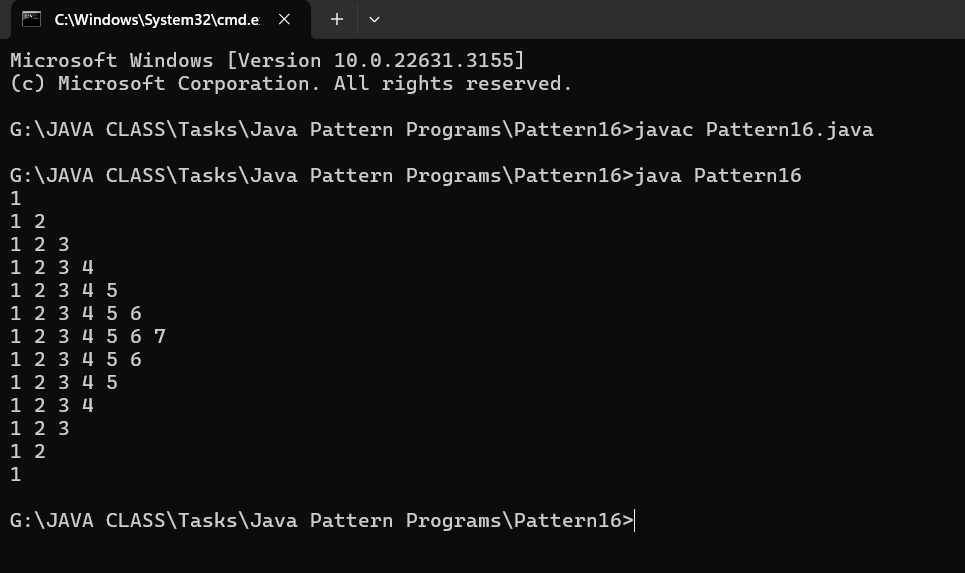 C:\Windows\System32\cmd.e
Microsoft Windows [Version 10.0.22631.3155]
(c) Microsoft Corporation. All rights reserved.
G:\JAVA CLASS\Tasks\Java Pattern Programs\Pattern16>javac Pattern16.java
G:\JAVA CLASS\Tasks\Java Pattern Programs\Pattern16>java Pattern16
1
1 2
1 2 3
1 2 3 4
1 2 3 4 5
1 2 3 4 5 6
1 2 3 4 5 6 7
1 2 3 4 5 6
1 2 3 4 5
1 2 3 4
1 2 3
1 2
1
G:\JAVA CLASS\Tasks\Java Pattern Programs\Pattern16>